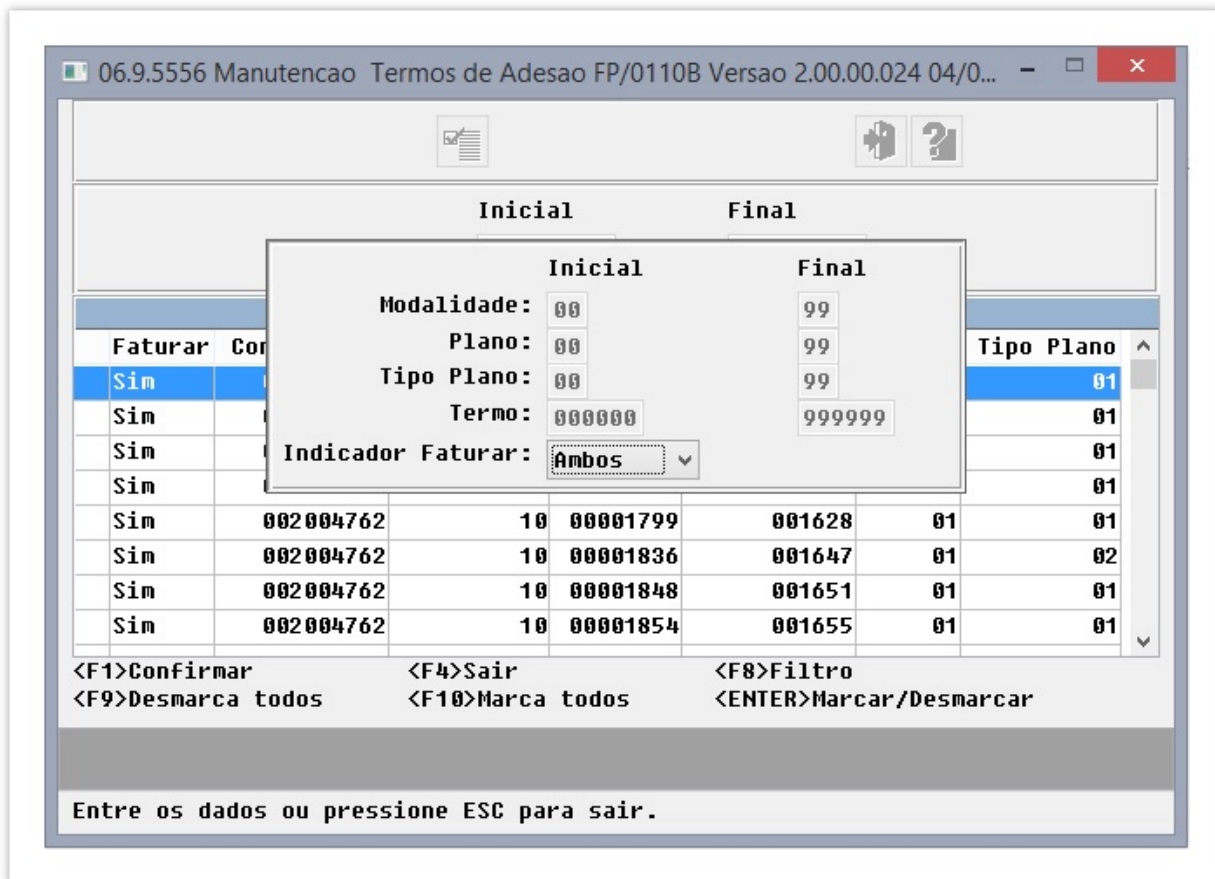 06.9.5556 Manutencao Termos de Adesao FP/0110B Versao 2.00.00.024 04/0...
Inicial Final
Inicial Final
Modalidade: 00 99
Plano: 00 99
Tipo Plano: 00 99
Termo: 000000 999999
Indicador Faturar: Ambos
Faturar Con Tipo Plano
Sim 01
Sim 01
Sim 01
Sim 01
Sim 002004762 10 00001799 001628 01 01
Sim 002004762 10 00001836 001647 01 02
Sim 002004762 10 00001848 001651 01 01
Sim 002004762 10 00001854 001655 01 01
<F1>Confirmar <F4>Sair <F8>Filtro
<F9>Desmarca todos <F10>Marca todos <ENTER>Marcar/Desmarcar
Entre os dados ou pressione ESC para sair.